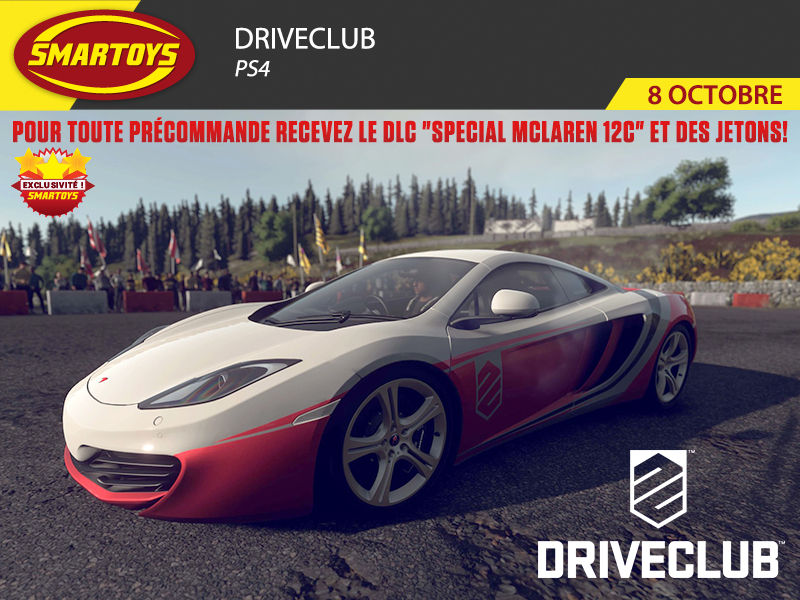 SMARTOYS
DRIVECLUB
PS4
8 OCTOBRE
POUR TOUTE PRÉCOMMANDE RECEVEZ LE DLC "SPECIAL MCLAREN 12C" ET DES JETONS!
EXCLUSIVITÉ !
SMARTOYS
DRIVECLUB™